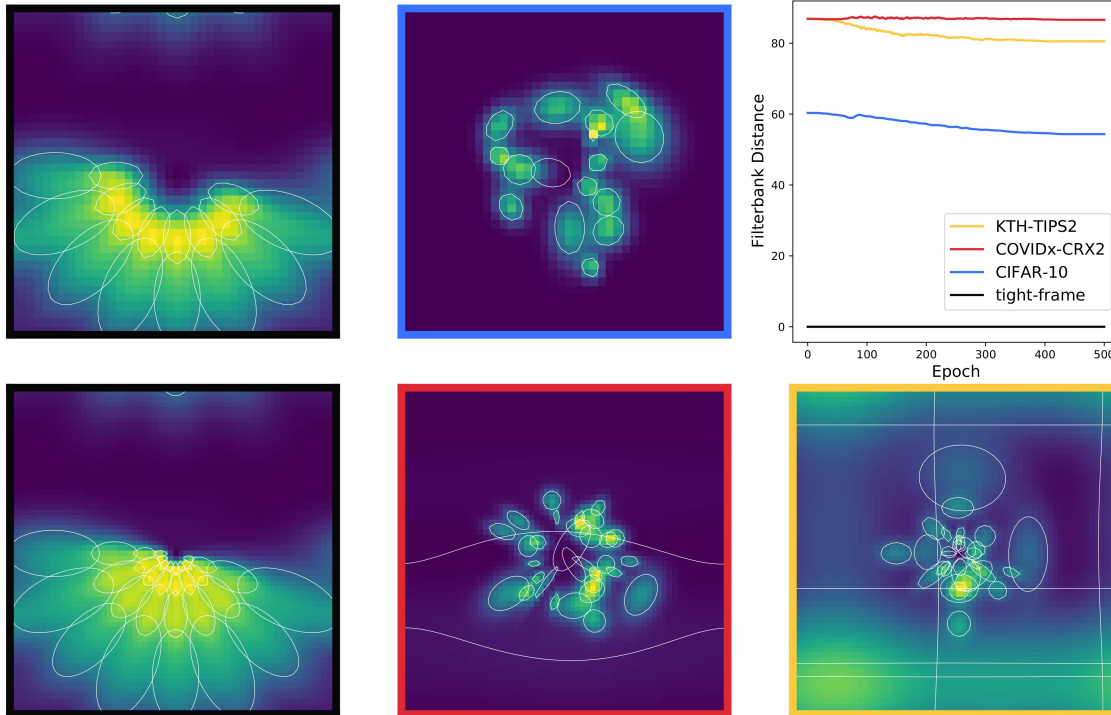 80
60
40
20
0
Filterbank Distance
KTH-TIPS2
COVIDx-CRX2
CIFAR-10
tight-frame
0 100 200 300 400 500
Epoch